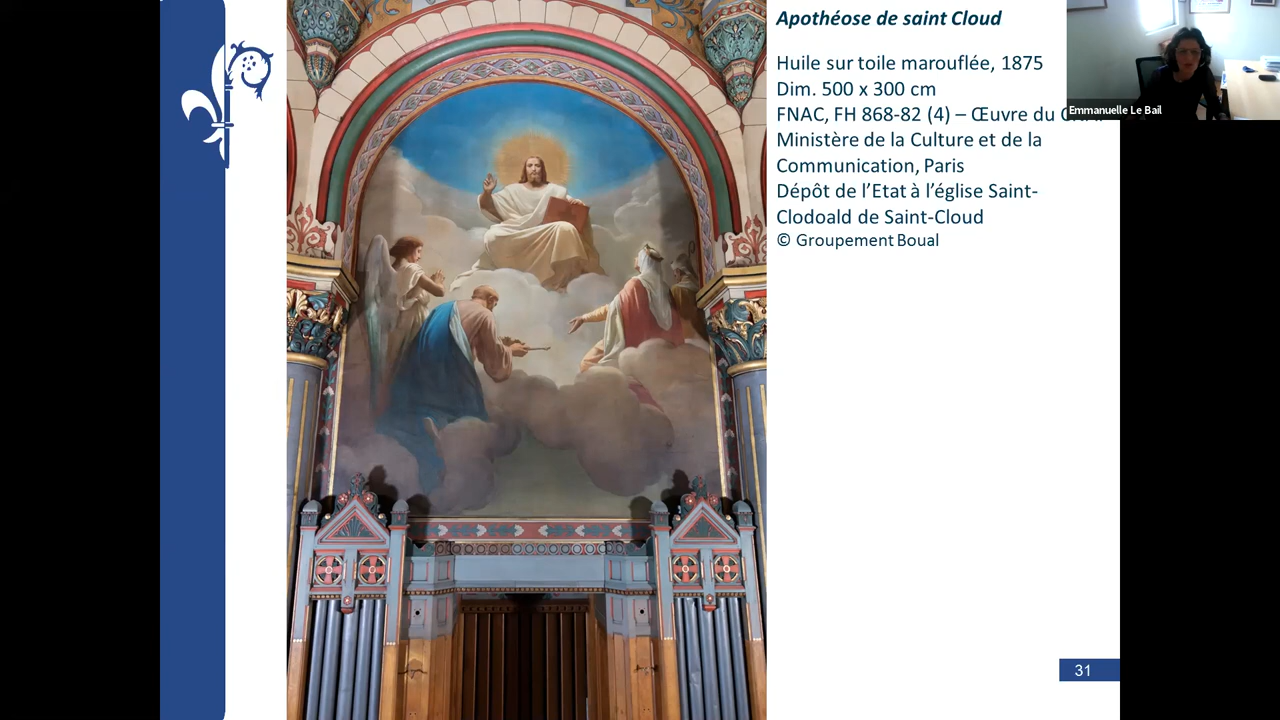 Apothéose de saint Cloud
Huile sur toile marouflée, 1875
Dim. 500 x 300 cm
FNAC, FH 868-82 (4) – Œuvre du
Ministère de la Culture et de la
Communication, Paris
Dépôt de l’Etat à l’église Saint-
Clodoald de Saint-Cloud
© Groupement Boual
Emmanuelle Le Bail
31